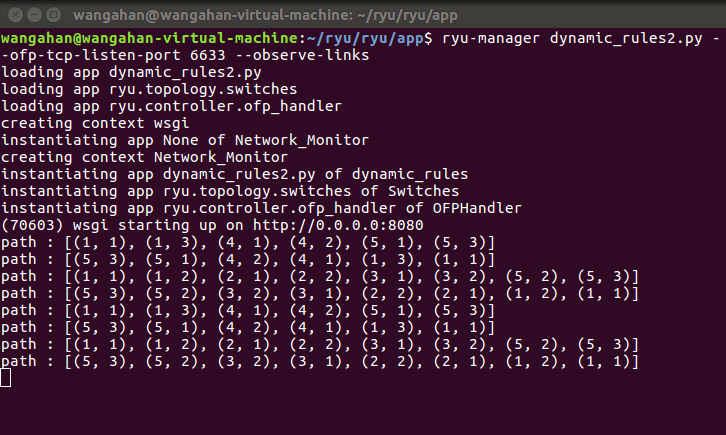 wangahan@wangahan-virtual-machine: ~/ryu/ryu/app
wangahan@wangahan-virtual-machine:~/ryu/ryu/app$ ryu-manager dynamic_rules2.py -
-ofp-tcp-listen-port 6633 --observe-links
loading app dynamic_rules2.py
loading app ryu.topology.switches
loading app ryu.controller.ofp_handler
creating context wsgi
instantiating app None of Network_Monitor
creating context Network_Monitor
instantiating app dynamic_rules2.py of dynamic_rules
instantiating app ryu.topology.switches of Switches
instantiating app ryu.controller.ofp_handler of OFPHandler
(70603) wsgi starting up on http://0.0.0.0:8080
path : [(1, 1), (1, 3), (4, 1), (4, 2), (5, 1), (5, 3)]
path : [(5, 3), (5, 1), (4, 2), (4, 1), (1, 3), (1, 1)]
path : [(1, 1), (1, 2), (2, 1), (2, 2), (3, 1), (3, 2), (5, 2), (5, 3)]
path : [(5, 3), (5, 2), (3, 2), (3, 1), (2, 2), (2, 1), (1, 2), (1, 1)]
path : [(1, 1), (1, 3), (4, 1), (4, 2), (5, 1), (5, 3)]
path : [(5, 3), (5, 1), (4, 2), (4, 1), (1, 3), (1, 1)]
path : [(1, 1), (1, 2), (2, 1), (2, 2), (3, 1), (3, 2), (5, 2), (5, 3)]
path : [(5, 3), (5, 2), (3, 2), (3, 1), (2, 2), (2, 1), (1, 2), (1, 1)]